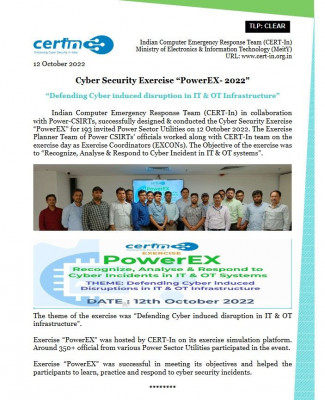 TLP: CLEAR
certin
Indian Computer Emergency Response Team (CERT-In)
Ministry of Electronics & Information Technology (MeitY)
URL: www.cert-in.org.in
12 October 2022
Cyber Security Exercise “PowerEX- 2022”
“Defending Cyber induced disruption in IT & OT Infrastructure”
Indian Computer Emergency Response Team (CERT-In) in collaboration
with Power-CSIRTs, successfully designed & conducted the Cyber Security Exercise
“PowerEX” for 193 invited Power Sector Utilities on 12 October 2022. The Exercise
Planner Team of Power CSIRTs’ officials worked along with CERT-In team on the
exercise day as Exercise Coordinators (EXCONs). The Objective of the exercise was
to “Recognize, Analyse & Respond to Cyber Incident in IT & OT systems”.
certin
EXERCISE
PowerEX
Recognize, Analyse & Respond to
Cyber Incidents in IT & OT Systems
THEME: Defending Cyber Induced
Disruptions in IT & OT Infrastructure
DATE : 12th October 2022
The theme of the exercise was “Defending Cyber induced disruption in IT & OT
infrastructure”.
Exercise “PowerEX” was hosted by CERT-In on its exercise simulation platform.
Around 350+ official from various Power Sector Utilities participated in the event.
Exercise “PowerEX” was successful in meeting its objectives and helped the
participants to learn, practice and respond to cyber security incidents.
********